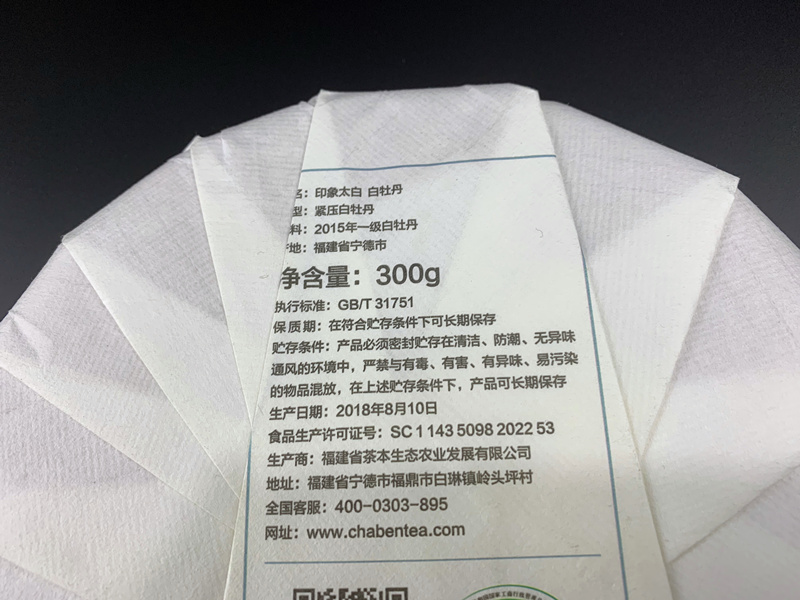 名：印象太白 白牡丹
型：紧压白牡丹
料：2015年一级白牡丹
产地：福建省宁德市
净含量：300g
执行标准：GB/T 31751
保质期：在符合贮存条件下可长期保存
贮存条件：产品必须密封贮存在清洁、防潮、无异味
通风的环境中，严禁与有毒、有害、有异味、易污染
的物品混放，在上述贮存条件下，产品可长期保存
生产日期：2018年8月10日
食品生产许可证号：SC 1 143 5098 2022 53
生产商：福建省茶本生态农业发展有限公司
地址：福建省宁德市福鼎市白琳镇岭头坪村
全国客服：400-0303-895
网址：www.chabentea.com